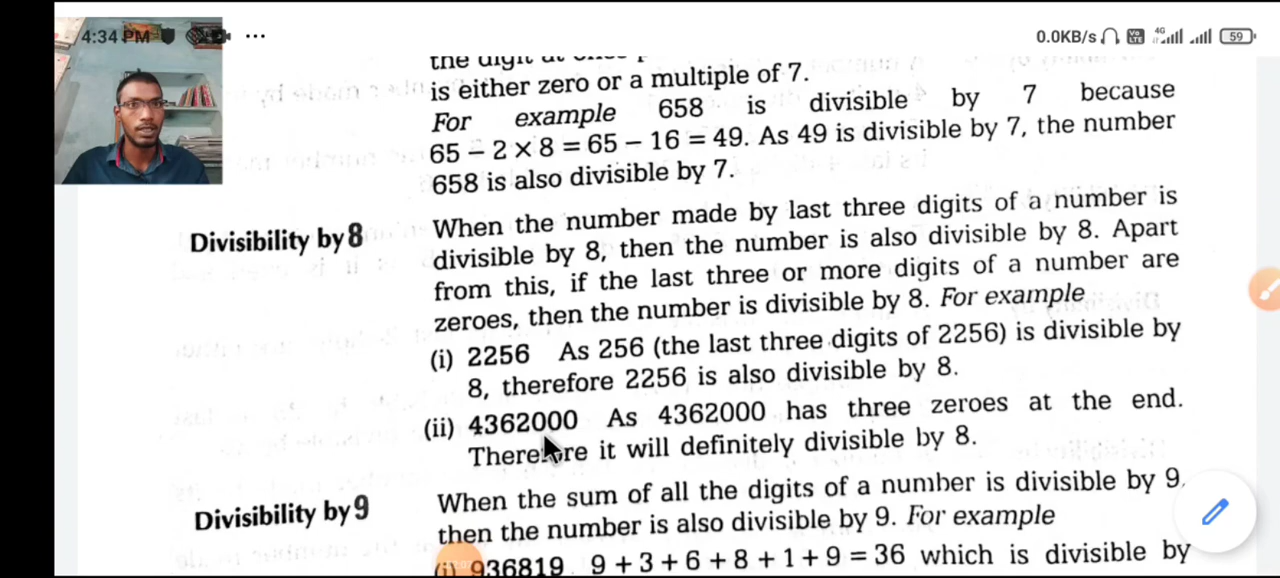 4:34 PM ...
0.0KB/s 4G 59
is either zero or a multiple of 7.
For example 658 is divisible by 7 because
65 – 2 × 8 = 65 – 16 = 49. As 49 is divisible by 7, the number
658 is also divisible by 7.
Divisibility by 8
When the number made by last three digits of a number is
divisible by 8, then the number is also divisible by 8. Apart
from this, if the last three or more digits of a number are
zeroes, then the number is divisible by 8. For example
(i) 2256 As 256 (the last three digits of 2256) is divisible by
8, therefore 2256 is also divisible by 8.
(ii) 4362000 As 4362000 has three zeroes at the end.
Therefore it will definitely divisible by 8.
Divisibility by 9
When the sum of all the digits of a number is divisible by 9,
then the number is also divisible by 9. For example
(i) 936819 9 + 3 + 6 + 8 + 1 + 9 = 36 which is divisible by